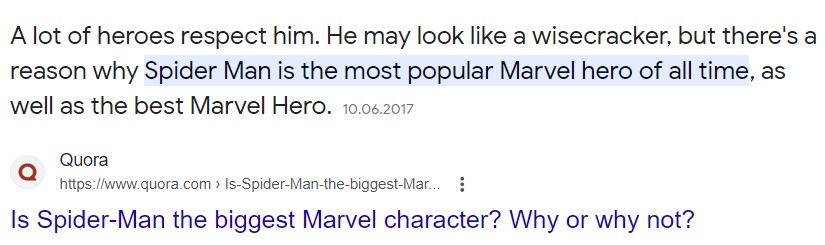 A lot of heroes respect him. He may look like a wisecracker, but there's a
reason why Spider Man is the most popular Marvel hero of all time, as
well as the best Marvel Hero. 10.06.2017
Quora
https://www.quora.com › Is-Spider-Man-the-biggest-Mar...
Is Spider-Man the biggest Marvel character? Why or why not?